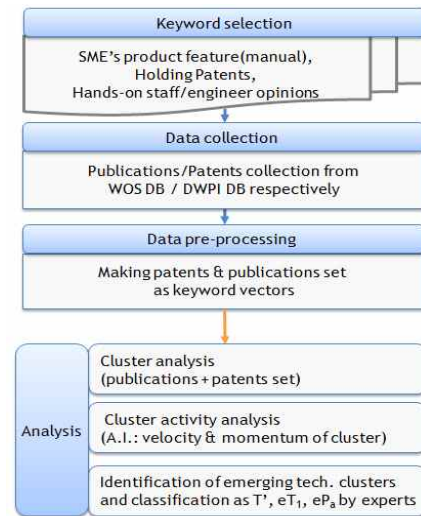 Keyword selection
SME's product feature(manual),
Holding Patents,
Hands-on staff/engineer opinions
Data collection
Publications/Patents collection from
WOS DB / DWPI DB respectively
Data pre-processing
Making patents & publications set
as keyword vectors
Analysis
Cluster analysis
(publications + patents set)
Cluster activity analysis
(A.I.: velocity & momentum of cluster)
Identification of emerging tech. clusters
and classification as T', eT₁, ePₐ by experts